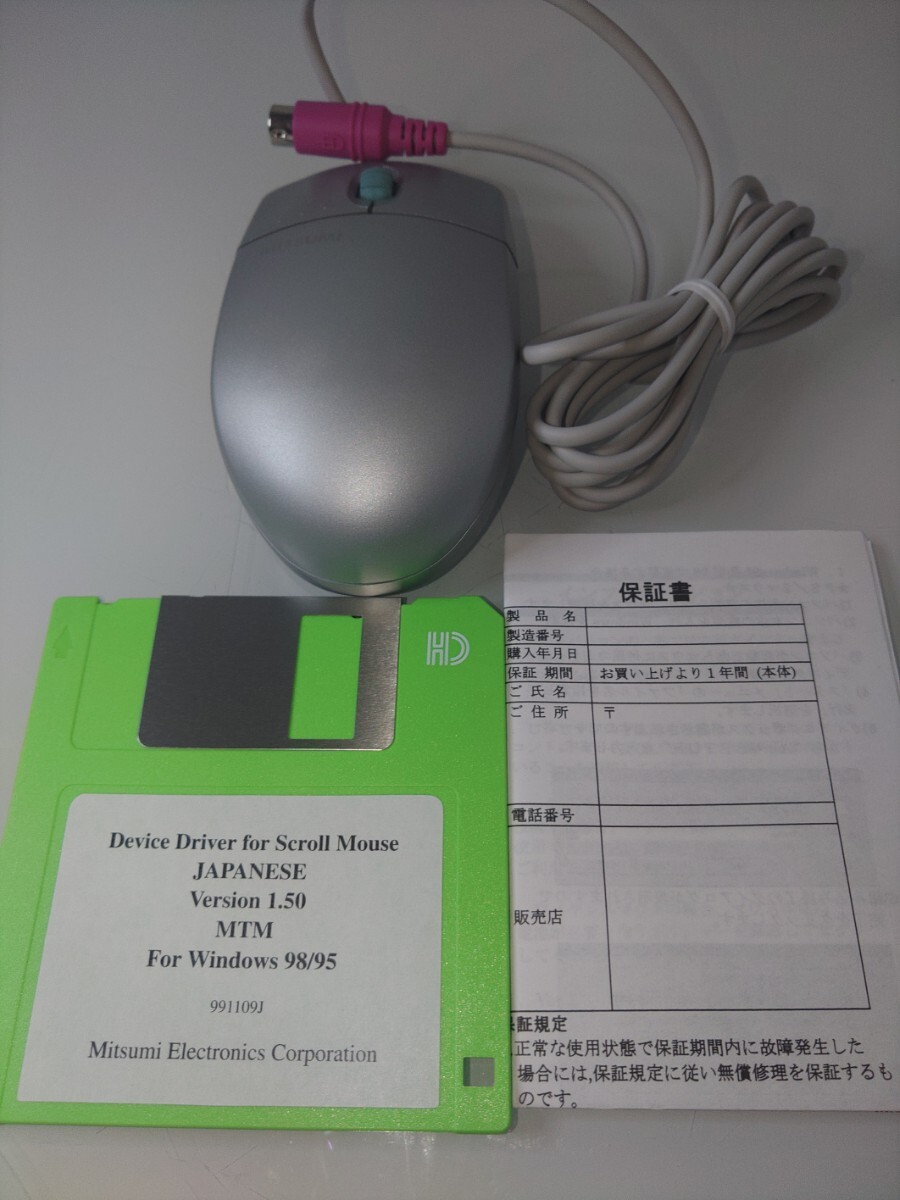 MITSUMI
HD
Device Driver for Scroll Mouse
JAPANESE
Version 1.50
MTM
For Windows 98/95
991109J
Mitsumi Electronics Corporation
保証書
製 品 名
製造番号
購入年月日
保証 期間 お買い上げより1年間 (本体)
ご 氏 名
ご 住 所 〒
電話番号
販売店
証規定
正常な使用状態で保証期間内に故障発生した
場合には,保証規定に従い無償修理を保証するも
のです。